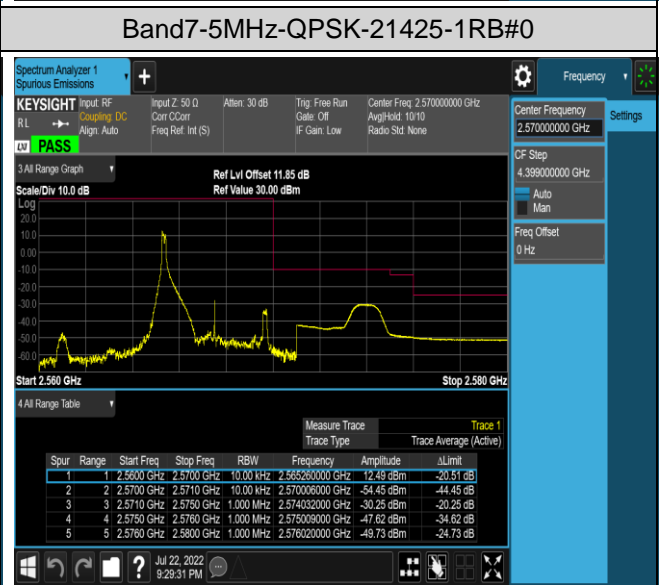 Band7-5MHz-QPSK-21425-1RB#0
Spectrum Analyzer 1
Spurious Emissions
Frequency
KEYSIGHT
RL
Input: RF
Coupling: DC
Align: Auto
Input Z: 50 Ω
Corr CCorr
Freq Ref: Int (S)
Atten: 30 dB
Trig: Free Run
Gate: Off
IF Gain: Low
Center Freq: 2.570000000 GHz
Avg|Hold: 10/10
Radio Std: None
PASS
Center Frequency
2.570000000 GHz
Settings
CF Step
4.399000000 GHz
Auto
Man
Freq Offset
0 Hz
3 All Range Graph
Ref Lvl Offset 11.85 dB
Scale/Div 10.0 dB
Ref Value 30.00 dBm
Log
20.0
10.0
0.00
-10.0
-20.0
-30.0
-40.0
-50.0
-60.0
Start 2.560 GHz
Stop 2.580 GHz
4 All Range Table
Measure Trace Trace 1
Trace Type Trace Average (Active)
Spur Range Start Freq Stop Freq RBW Frequency Amplitude ΔLimit
1 1 2.5600 GHz 2.5700 GHz 10.00 kHz 2.565260000 GHz 12.49 dBm -20.51 dB
2 2 2.5700 GHz 2.5710 GHz 10.00 kHz 2.570006000 GHz -54.45 dBm -44.45 dB
3 3 2.5710 GHz 2.5750 GHz 1.000 MHz 2.574032000 GHz -30.25 dBm -20.25 dB
4 4 2.5750 GHz 2.5760 GHz 1.000 MHz 2.575009000 GHz -47.62 dBm -34.62 dB
5 5 2.5760 GHz 2.5800 GHz 1.000 MHz 2.576020000 GHz -49.73 dBm -24.73 dB
Jul 22, 2022
9:29:31 PM